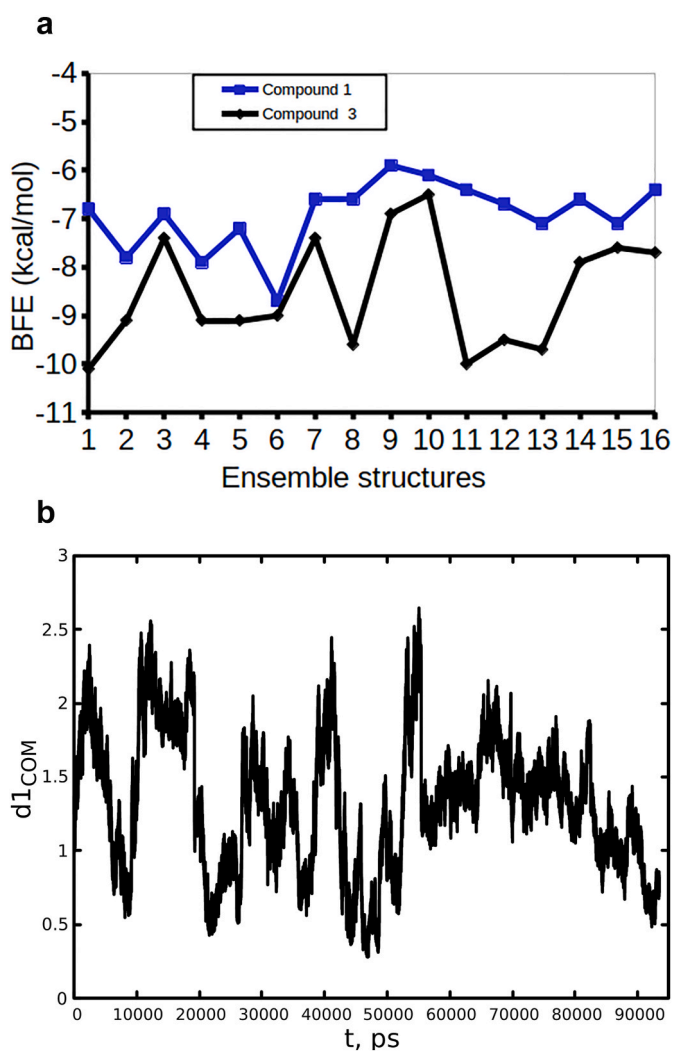 a
-4
-5
-6
-7
-8
-9
-10
-11
BFE (kcal/mol)
Compound 1
Compound 3
1 2 3 4 5 6 7 8 9 10 11 12 13 14 15 16
Ensemble structures
b
3
2.5
2
1.5
1
0.5
0
d1COM
0 10000 20000 30000 40000 50000 60000 70000 80000 90000
t, ps